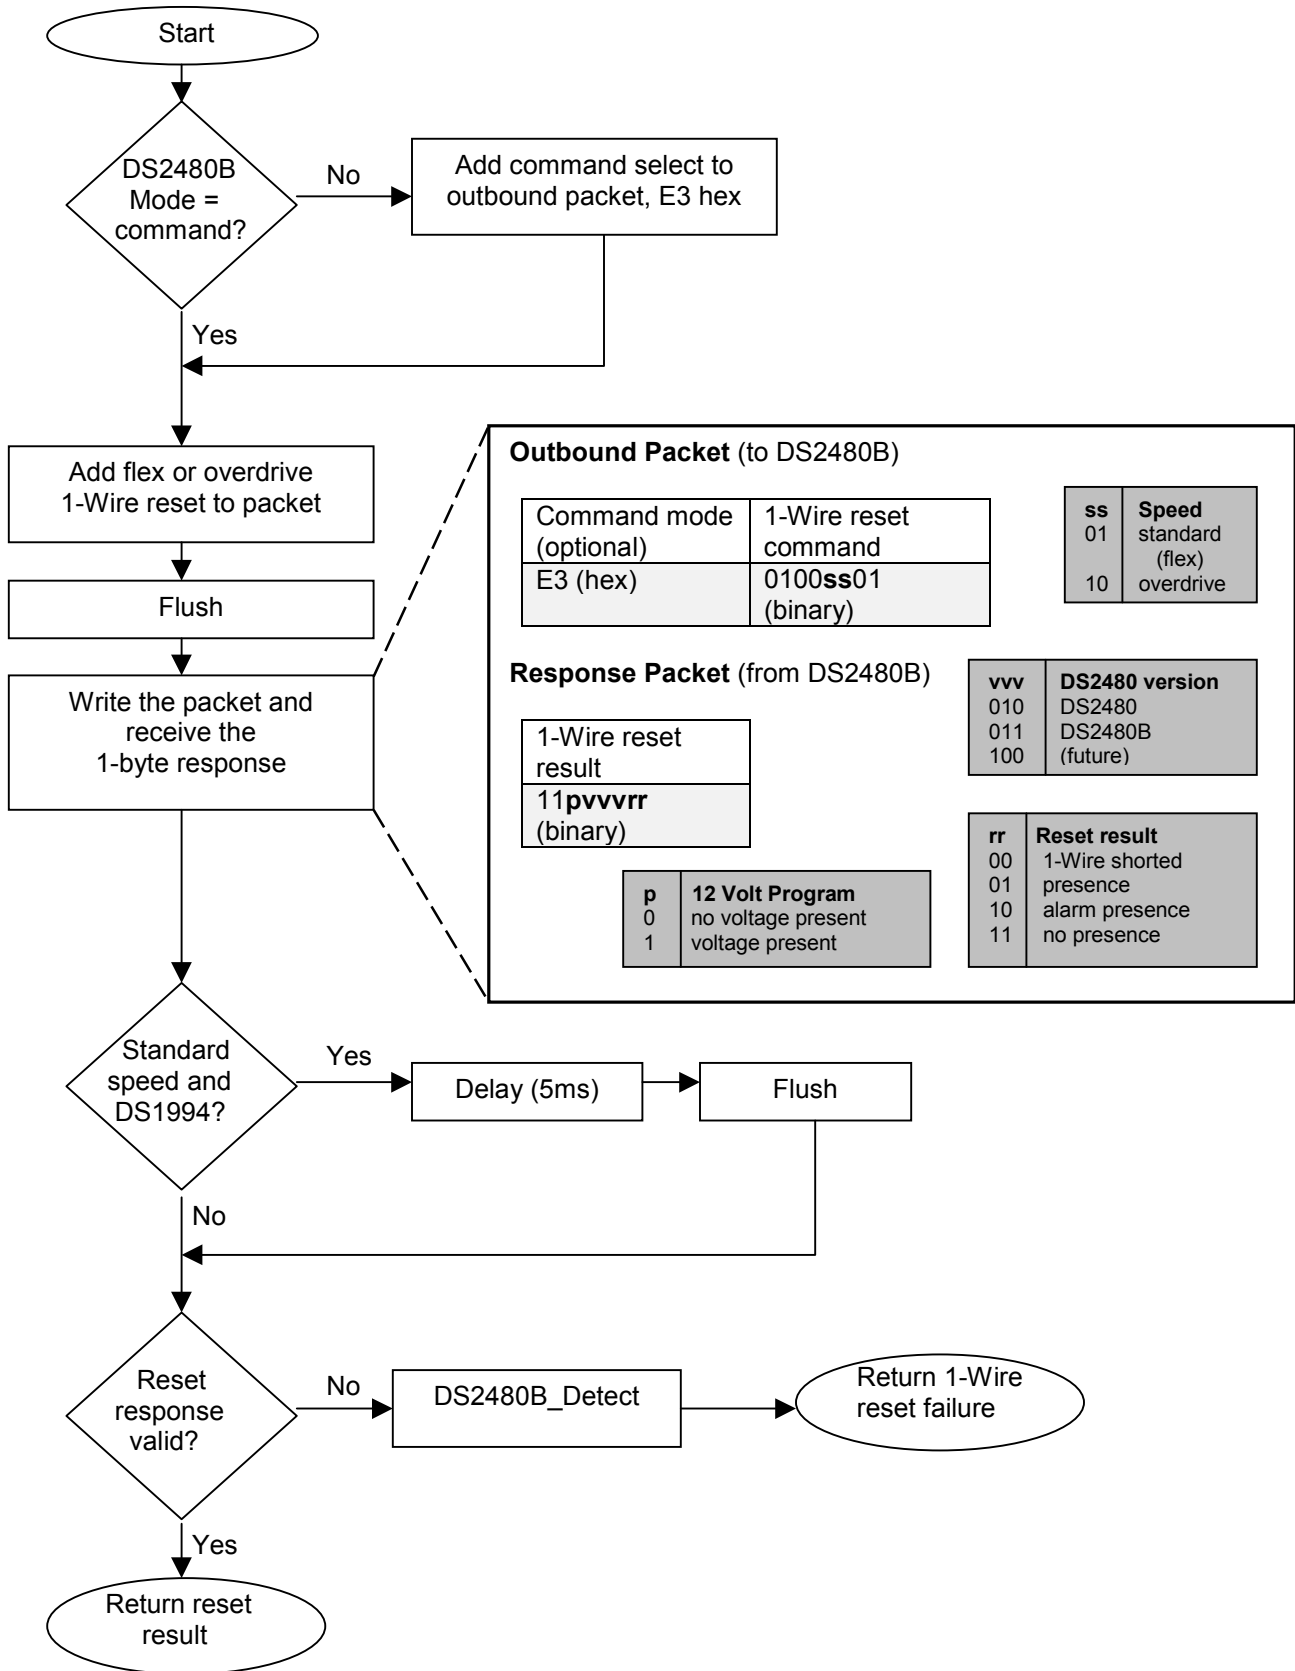 Start
DS2480B
Mode =
command?
No
Add command select to
outbound packet, E3 hex
Yes
Add flex or overdrive
1-Wire reset to packet
Flush
Write the packet and
receive the
1-byte response
Outbound Packet (to DS2480B)
Command mode
(optional)
1-Wire reset
command
E3 (hex)
0100ss01
(binary)
ss Speed
01 standard
(flex)
10 overdrive
Response Packet (from DS2480B)
1-Wire reset
result
11pvvvrr
(binary)
vvv DS2480 version
010 DS2480
011 DS2480B
100 (future)
p 12 Volt Program
0 no voltage present
1 voltage present
rr Reset result
00 1-Wire shorted
01 presence
10 alarm presence
11 no presence
Standard
speed and
DS1994?
Yes
Delay (5ms)
Flush
No
Reset
response
valid?
No
DS2480B_Detect
Return 1-Wire
reset failure
Yes
Return reset
result